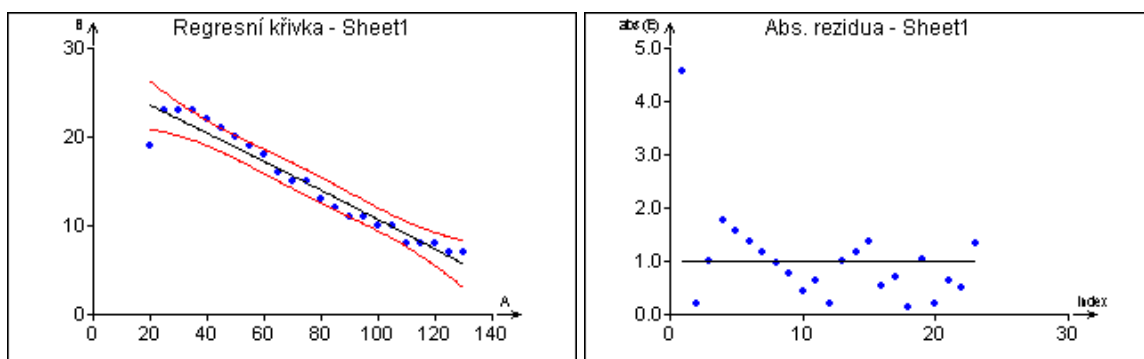 Regresní křivka - Sheet1
B
30
20
10
0
0 20 40 60 80 100 120 140
A
Abs. rezidua - Sheet1
abs (E)
5.0
4.0
3.0
2.0
1.0
0.0
0 10 20 30
Index